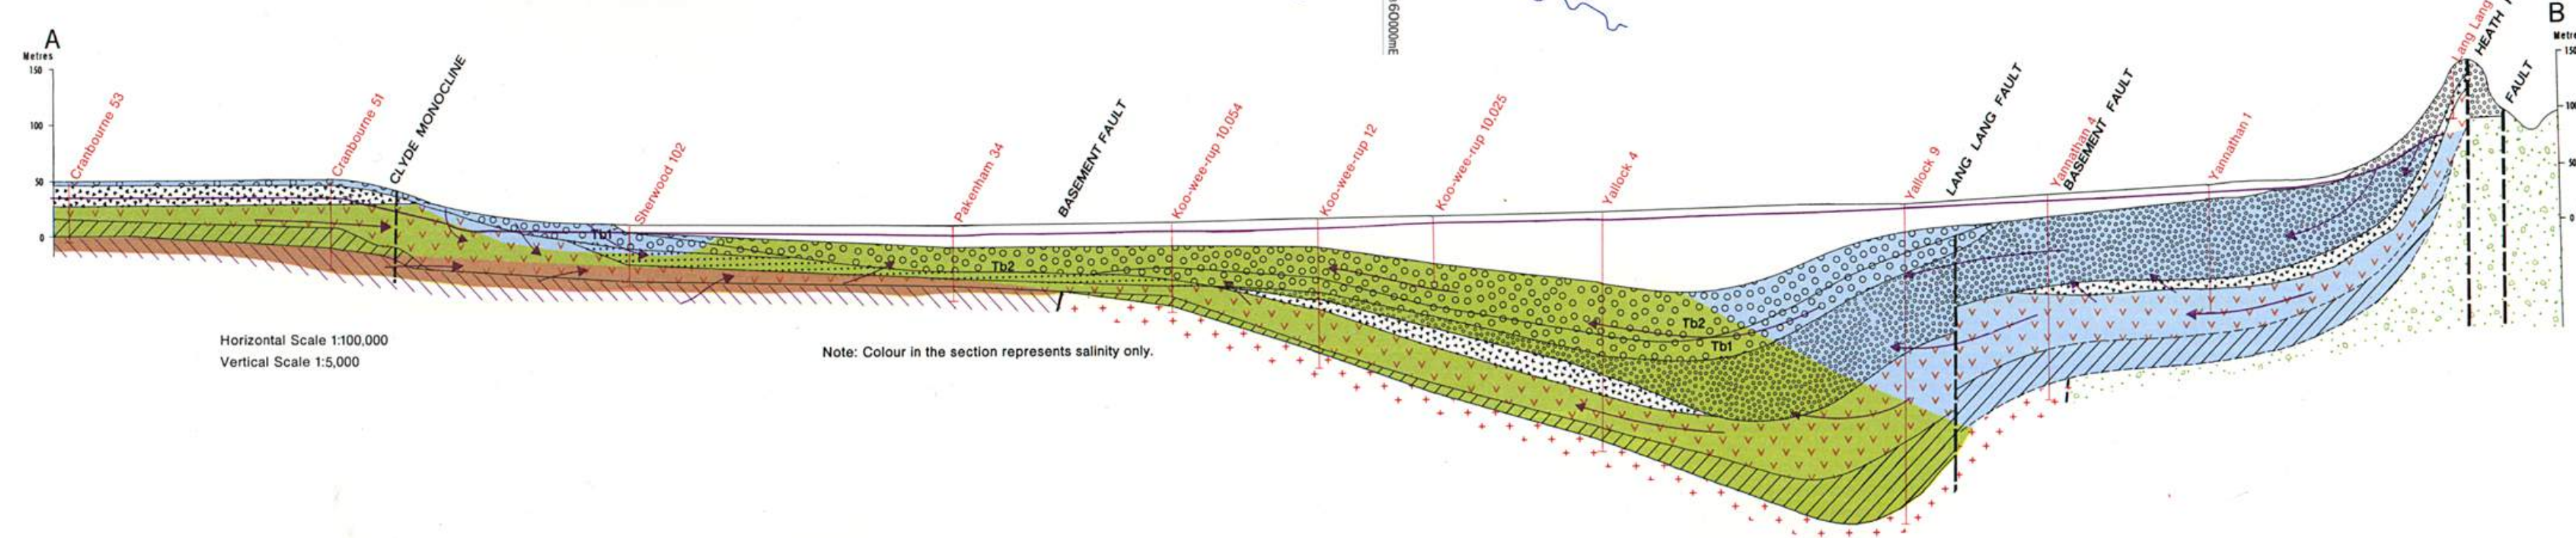 A
B
Metres
150
100
50
0
Cranbourne 53
Cranbourne 51
CLYDE MONOCLINE
Sherwood 102
Pakenham 34
BASEMENT FAULT
Koo-wee-rup 10,054
Koo-wee-rup 12
Koo-wee-rup 10,025
Yallock 4
Yallock 9
LANG LANG FAULT
Yannathan 4
BASEMENT FAULT
Yannathan 1
Lang Lang
HEATH
FAULT
60000mE
Tb1
Tb2
Tb2
Tb1
Horizontal Scale 1:100,000
Vertical Scale 1:5,000
Note: Colour in the section represents salinity only.